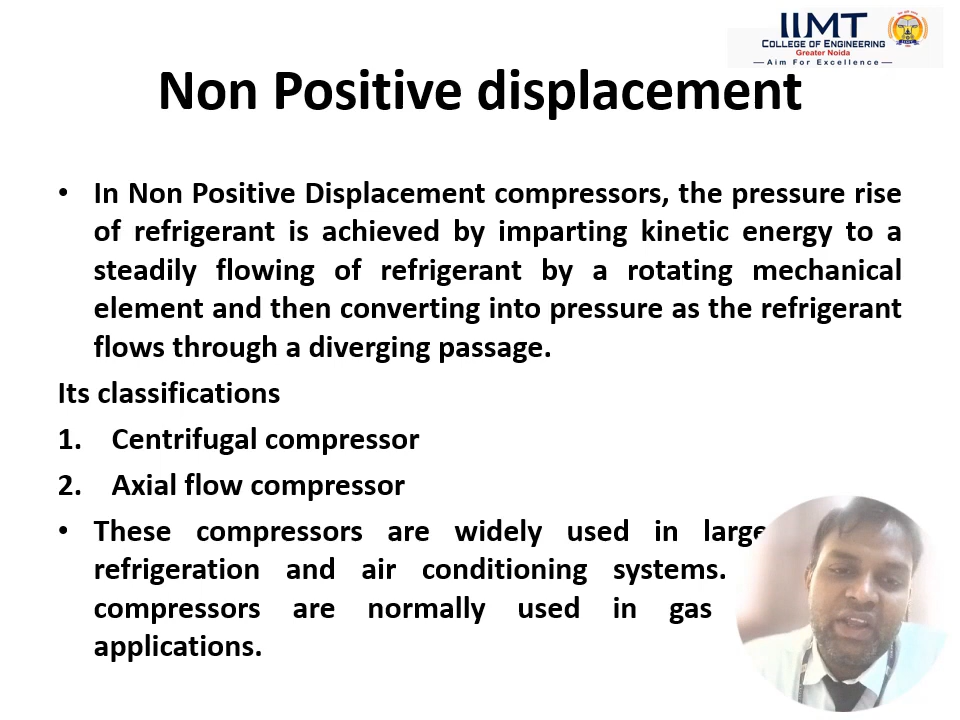 IIMT
COLLEGE OF ENGINEERING
Greater Noida
Aim For Excellence
Non Positive displacement
• In Non Positive Displacement compressors, the pressure rise
of refrigerant is achieved by imparting kinetic energy to a
steadily flowing of refrigerant by a rotating mechanical
element and then converting into pressure as the refrigerant
flows through a diverging passage.
Its classifications
1. Centrifugal compressor
2. Axial flow compressor
• These compressors are widely used in large
refrigeration and air conditioning systems.
compressors are normally used in gas
applications.